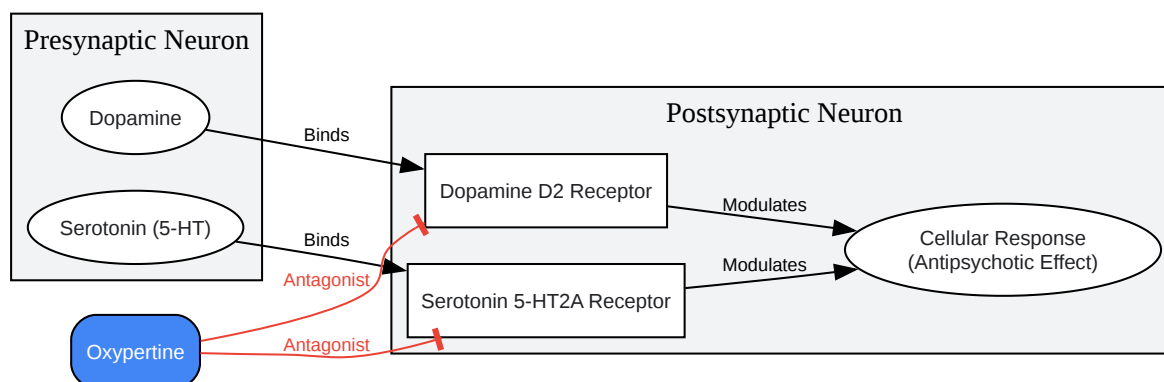 Presynaptic Neuron
Dopamine
Serotonin (5-HT)
Binds
Binds
Postsynaptic Neuron
Dopamine D2 Receptor
Serotonin 5-HT2A Receptor
Modulates
Modulates
Cellular Response
(Antipsychotic Effect)
Antagonist
Antagonist
Oxypertine